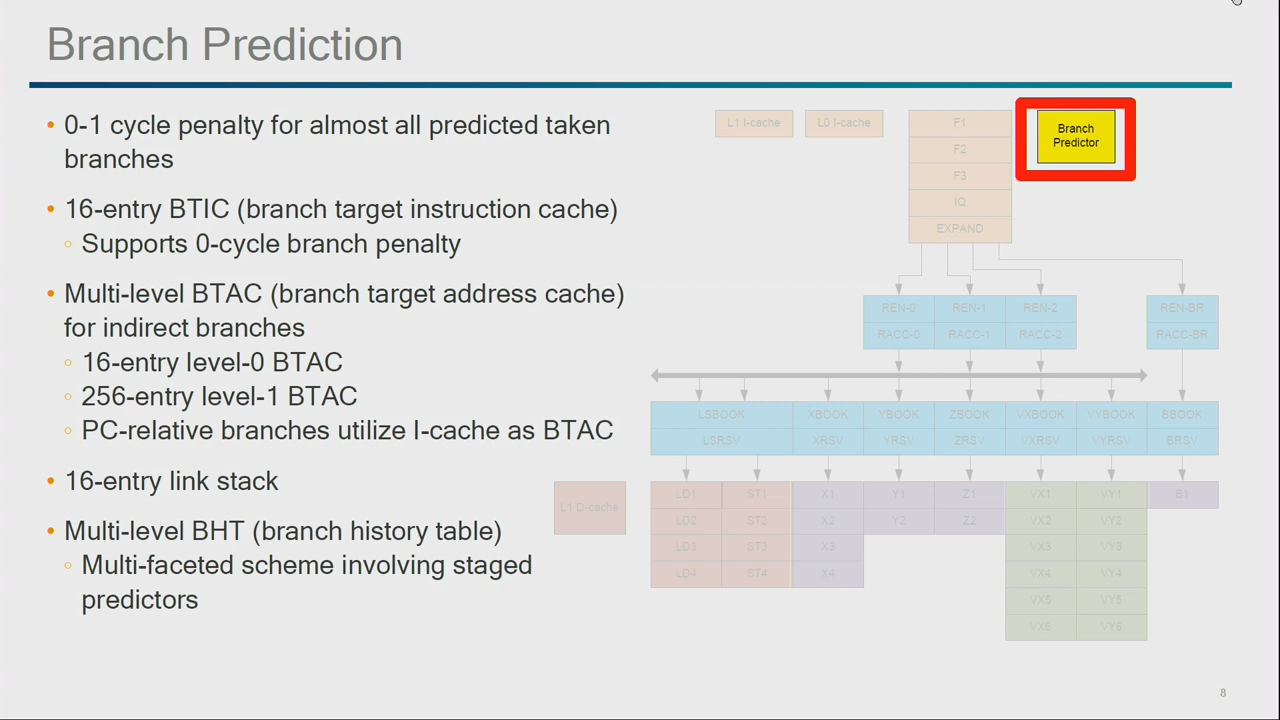 Branch Prediction
• 0-1 cycle penalty for almost all predicted taken
branches
• 16-entry BTIC (branch target instruction cache)
◦ Supports 0-cycle branch penalty
• Multi-level BTAC (branch target address cache)
for indirect branches
◦ 16-entry level-0 BTAC
◦ 256-entry level-1 BTAC
◦ PC-relative branches utilize I-cache as BTAC
• 16-entry link stack
• Multi-level BHT (branch history table)
◦ Multi-faceted scheme involving staged
predictors
L1 I-cache L0 I-cache F1
Branch
Predictor
F2
F3
IQ
EXPAND
REN-0 REN-1 REN-2 REN-BR
RACC-0 RACC-1 RACC-2 RACC-BR
LSBOOK XBOOK YBOOK ZBOOK VXBOOK VYBOOK BBOOK
LSRSV XRSV YRSV ZRSV VXRSV VYRSV BRSV
L1 D-cache
LD1 ST1 X1 Y1 Z1 VX1 VY1 B1
LD2 ST2 X2 Y2 Z2 VX2 VY2
LD3 ST3 X3 VX3 VY3
LD4 ST4 X4 VX4 VY4
VX5 VY5
VX6 VY6
8